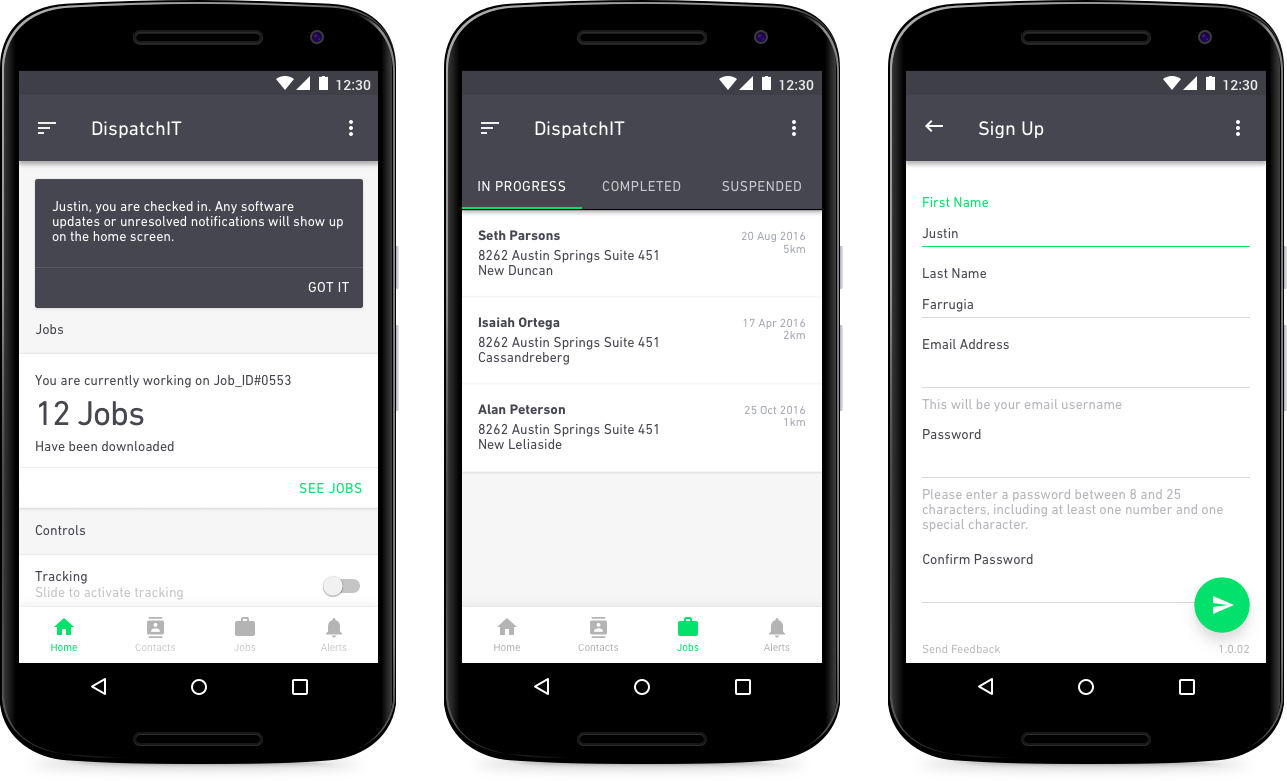 12:30
DispatchIT
Justin, you are checked in. Any software
updates or unresolved notifications will show up
on the home screen.
GOT IT
Jobs
You are currently working on Job_ID#0553
12 Jobs
Have been downloaded
SEE JOBS
Controls
Tracking
Slide to activate tracking
Home Contacts Jobs Alerts
12:30
DispatchIT
IN PROGRESS COMPLETED SUSPENDED
Seth Parsons 20 Aug 2016
5km
8262 Austin Springs Suite 451
New Duncan
Isaiah Ortega 17 Apr 2016
2km
8262 Austin Springs Suite 451
Cassandreberg
Alan Peterson 25 Oct 2016
1km
8262 Austin Springs Suite 451
New Leliaside
Home Contacts Jobs Alerts
12:30
Sign Up
First Name
Justin
Last Name
Farrugia
Email Address
This will be your email username
Password
Please enter a password between 8 and 25
characters, including at least one number and one
special character.
Confirm Password
Send Feedback 1.0.02